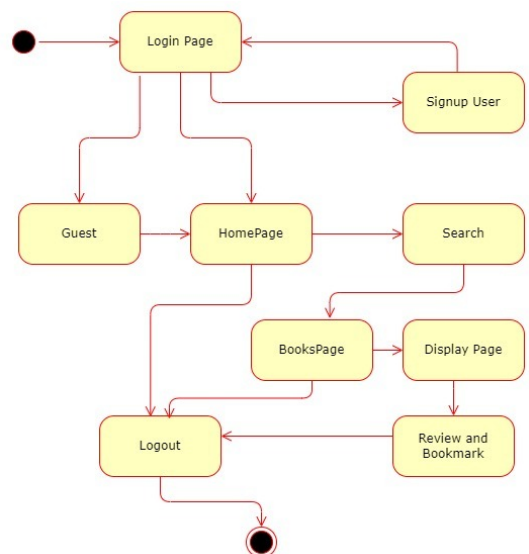 Login Page
Signup User
Guest
HomePage
Search
BooksPage
Display Page
Logout
Review and
Bookmark